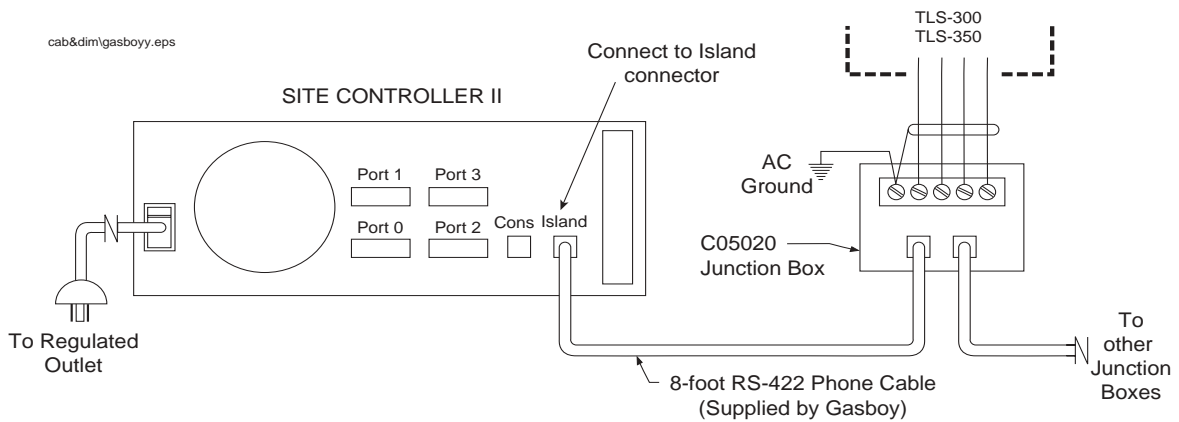 cab&dim\gasboyy.eps
TLS-300
TLS-350
Connect to Island
connector
SITE CONTROLLER II
AC
Ground
Port 1
Port 3
Port 0
Port 2
Cons
Island
C05020
Junction Box
To Regulated
Outlet
To
other
Junction
Boxes
8-foot RS-422 Phone Cable
(Supplied by Gasboy)